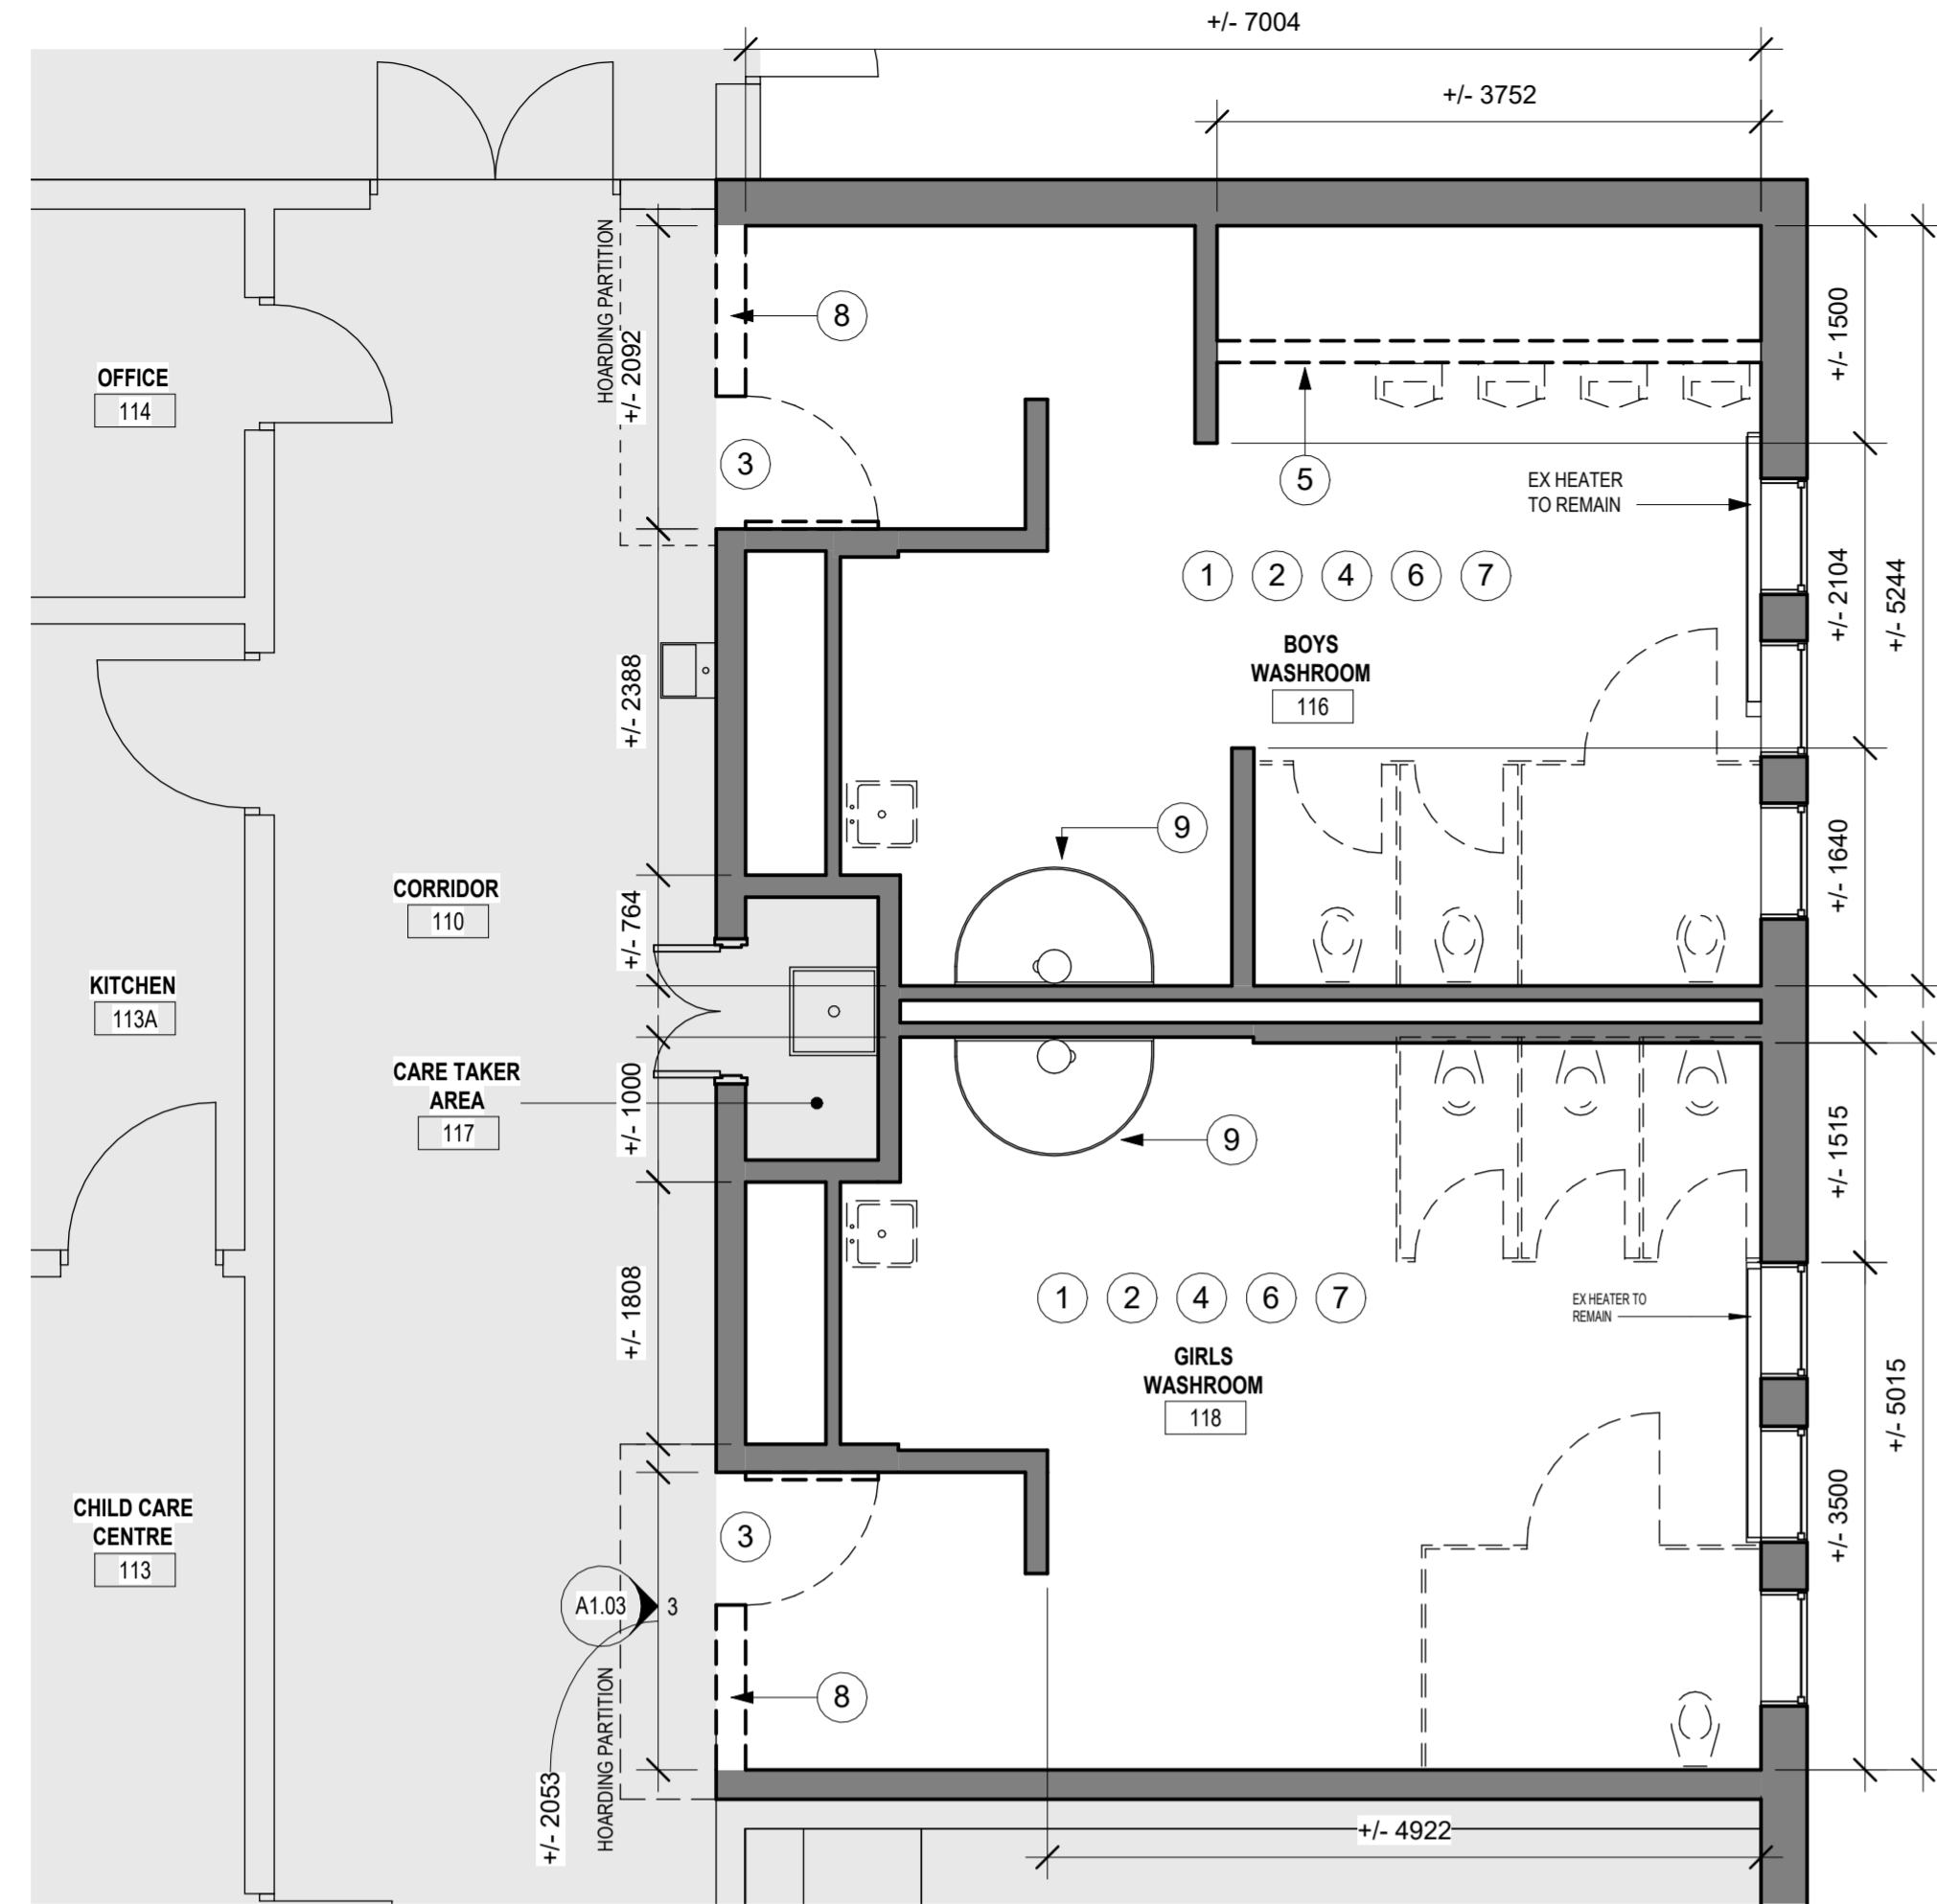 +/- 7004
+/- 3752
HOARDING PARTITION
+/- 2092
8
+/- 1500
OFFICE
114
3
5
EX HEATER
TO REMAIN
1 2 4 6 7
+/- 2104
+/- 5244
BOYS
WASHROOM
116
+/- 2388
9
+/- 1640
CORRIDOR
110
+/- 764
KITCHEN
113A
CARE TAKER
AREA
117
+/- 1000
9
+/- 1515
+/- 1808
1 2 4 6 7
EX HEATER TO
REMAIN
GIRLS
WASHROOM
118
+/- 5015
+/- 3500
CHILD CARE
CENTRE
113
3
A1.03
3
8
HOARDING PARTITION
+/- 2053
+/- 4922